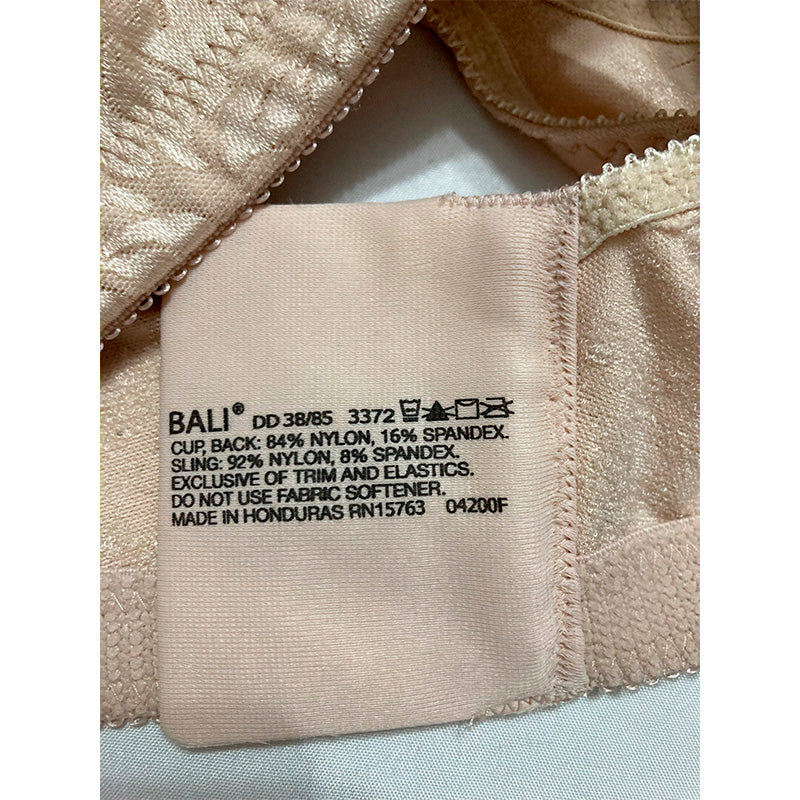 BALI® DD 38/85 3372
CUP, BACK: 84% NYLON, 16% SPANDEX.
SLING: 92% NYLON, 8% SPANDEX.
EXCLUSIVE OF TRIM AND ELASTICS.
DO NOT USE FABRIC SOFTENER.
MADE IN HONDURAS RN15763 04200F